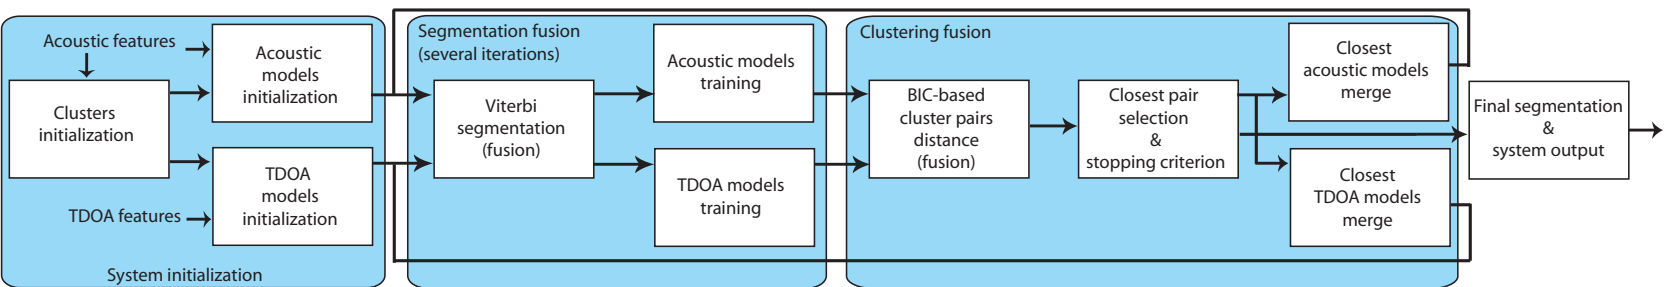 Acoustic features
Clusters
initialization
Acoustic
models
initialization
TDOA
models
initialization
TDOA features
System initialization
Segmentation fusion
(several iterations)
Viterbi
segmentation
(fusion)
Acoustic models
training
TDOA models
training
Clustering fusion
BIC-based
cluster pairs
distance
(fusion)
Closest pair
selection
&
stopping criterion
Closest
acoustic models
merge
Closest
TDOA models
merge
Final segmentation
&
system output